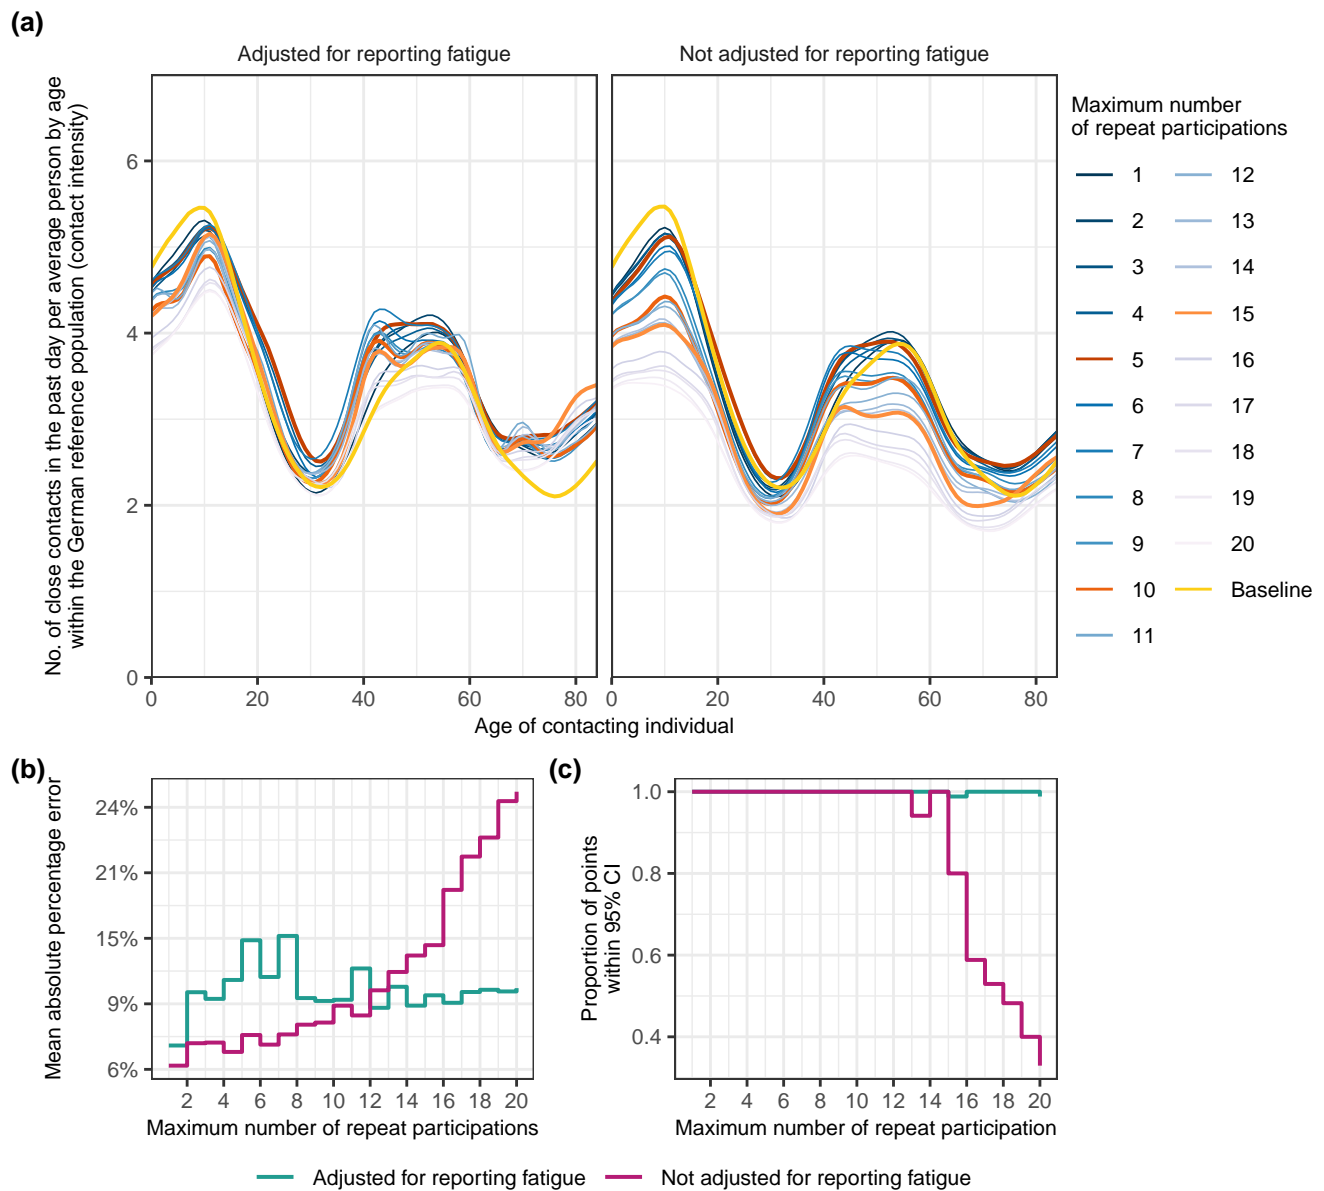 (a)
Adjusted for reporting fatigue
Not adjusted for reporting fatigue
No. of close contacts in the past day per average person by age
within the German reference population (contact intensity)
6
4
2
0
0 20 40 60 80
0 20 40 60 80
Age of contacting individual
Maximum number
of repeat participations
1 12
2 13
3 14
4 15
5 16
6 17
7 18
8 19
9 20
10 Baseline
11
(b)
Mean absolute percentage error
24%
21%
15%
9%
6%
2 4 6 8 10 12 14 16 18 20
Maximum number of repeat participations
(c)
Proportion of points
within 95% CI
1.0
0.8
0.6
0.4
2 4 6 8 10 12 14 16 18 20
Maximum number of repeat participation
Adjusted for reporting fatigue
Not adjusted for reporting fatigue